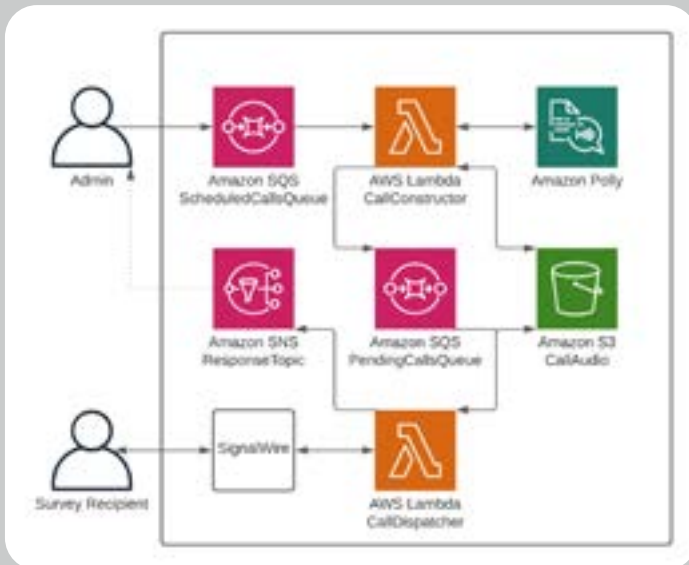 Admin
Amazon SQS
ScheduledCallsQueue
AWS Lambda
CallConstructor
Amazon Polly
Amazon SNS
ResponseTopic
Amazon SQS
PendingCallsQueue
Amazon S3
CallAudio
Survey Recipient
SignalWire
AWS Lambda
CallDispatcher